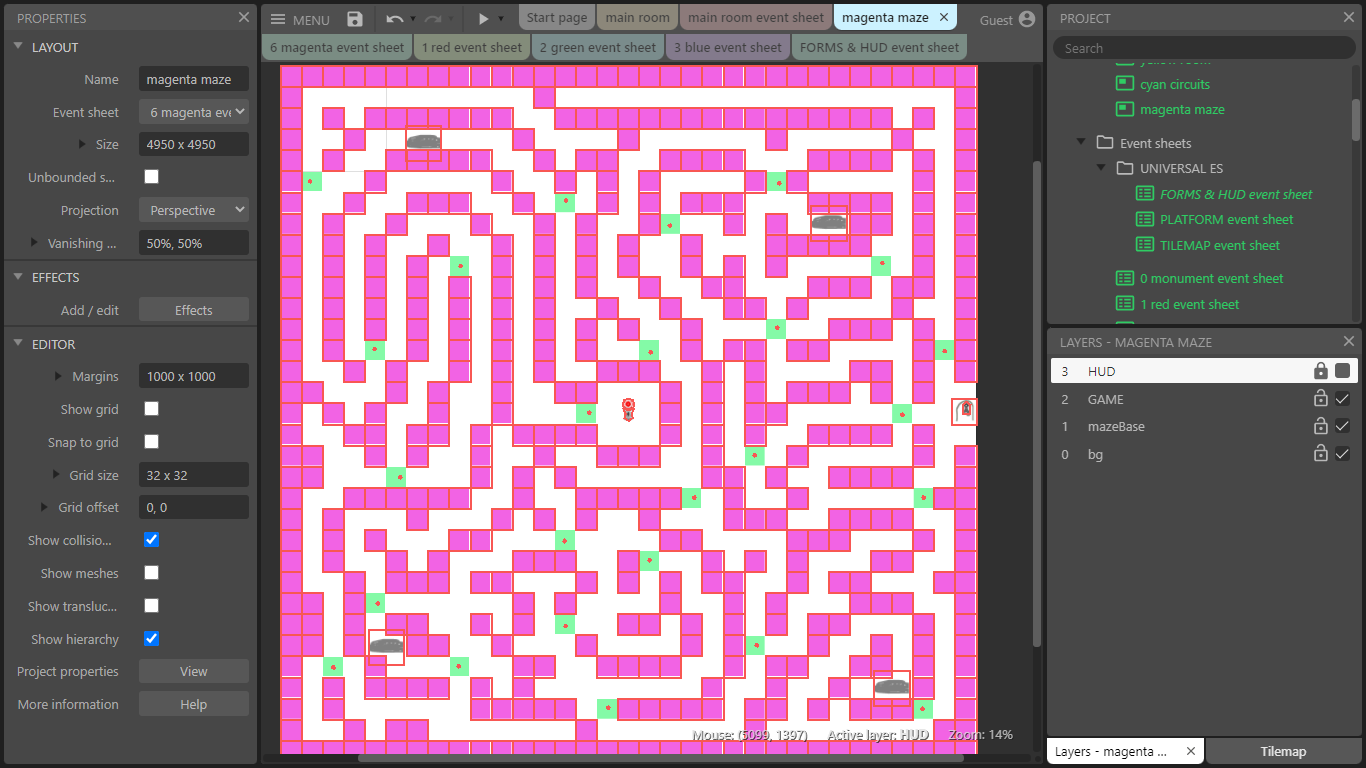 PROPERTIES
LAYOUT
Name magenta maze
Event sheet 6 magenta eve
Size 4950 x 4950
Unbounded s...
Projection Perspective
Vanishing ... 50%, 50%
EFFECTS
Add / edit Effects
EDITOR
Margins 1000 x 1000
Show grid
Snap to grid
Grid size 32 x 32
Grid offset 0, 0
Show collisio...
Show meshes
Show transluc...
Show hierarchy
Project properties View
More information Help
MENU
Start page main room main room event sheet magenta maze
Guest
6 magenta event sheet 1 red event sheet 2 green event sheet 3 blue event sheet FORMS & HUD event sheet
Mouse: (5099, 1397) Active layer: HUD Zoom: 14%
PROJECT
Search
yellow room
cyan circuits
magenta maze
Event sheets
UNIVERSAL ES
FORMS & HUD event sheet
PLATFORM event sheet
TILEMAP event sheet
0 monument event sheet
1 red event sheet
LAYERS - MAGENTA MAZE
3 HUD
2 GAME
1 mazeBase
0 bg
Layers - magenta ... Tilemap